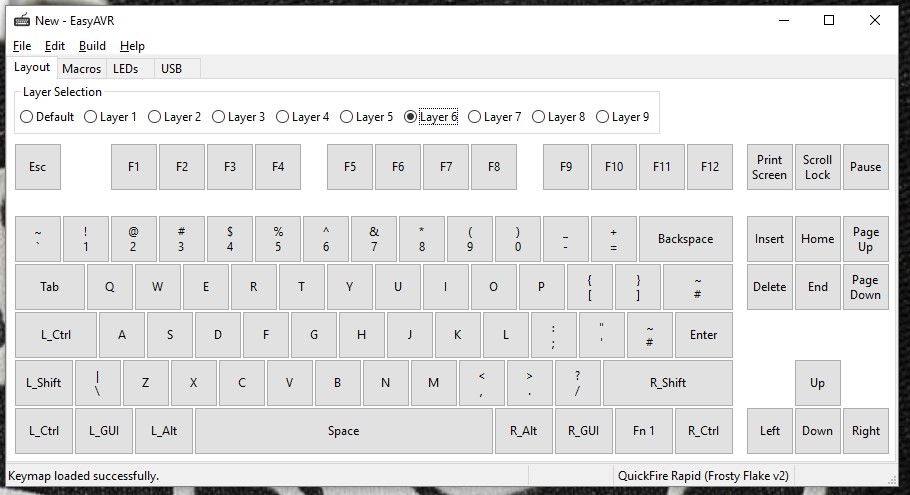 New - EasyAVR
File Edit Build Help
Layout Macros LEDs USB
Layer Selection
Default Layer 1 Layer 2 Layer 3 Layer 4 Layer 5 Layer 6 Layer 7 Layer 8 Layer 9
Esc F1 F2 F3 F4 F5 F6 F7 F8 F9 F10 F11 F12 Print Screen Scroll Lock Pause
~ ! @ # $ % ^ & * ( ) _ +
` 1 2 3 4 5 6 7 8 9 0 - = Backspace Insert Home Page Up
Tab Q W E R T Y U I O P { [ } ] ~ # Delete End Page Down
L_Ctrl A S D F G H J K L : ; " ' ~ # Enter
L_Shift | \ Z X C V B N M < , > . ? / R_Shift Up
L_Ctrl L_GUI L_Alt Space R_Alt R_GUI Fn 1 R_Ctrl Left Down Right
Keymap loaded successfully. QuickFire Rapid (Frosty Flake v2)